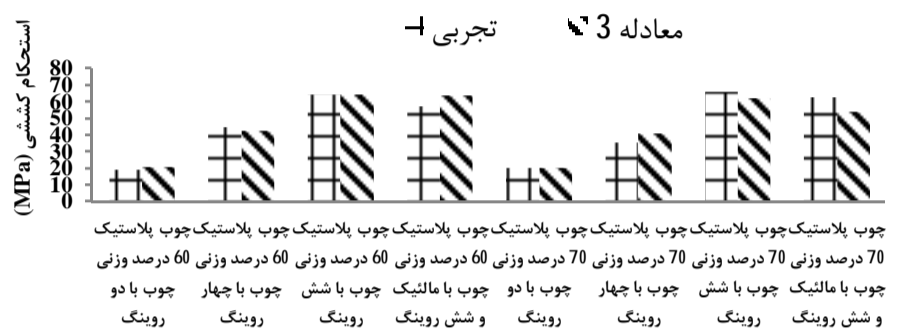 تجربی
معادله 3
استحکام کششی (MPa)
80
70
60
50
40
30
20
10
0
چوب پلاستیک
60 درصد وزنی
چوب با دو
روینگ
چوب پلاستیک
60 درصد وزنی
چوب با چهار
روینگ
چوب پلاستیک
60 درصد وزنی
چوب با شش
روینگ
چوب پلاستیک
60 درصد وزنی
چوب با مالئیک
و شش روینگ
چوب پلاستیک
70 درصد وزنی
چوب با دو
روینگ
چوب پلاستیک
70 درصد وزنی
چوب با چهار
روینگ
چوب پلاستیک
70 درصد وزنی
چوب با شش
روینگ
چوب پلاستیک
70 درصد وزنی
چوب با مالئیک
و شش روینگ